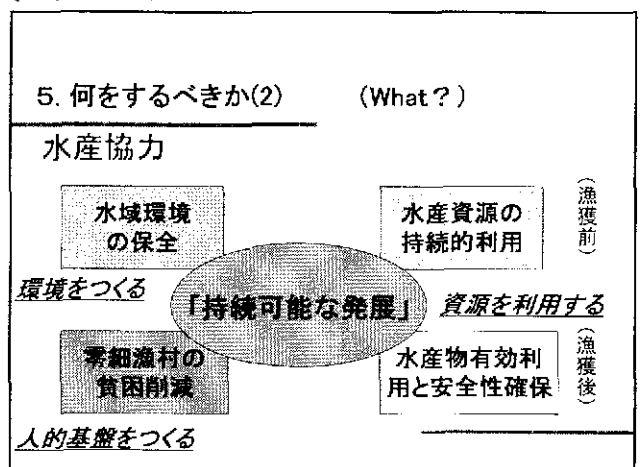 5. 何をするべきか(2) (What?)
水産協力
水域環境
の保全
水産資源の
持続的利用
(漁獲前)
環境をつくる
「持続可能な発展」
資源を利用する
零細漁村の
貧困削減
水産物有効利
用と安全性確保
(漁獲後)
人的基盤をつくる